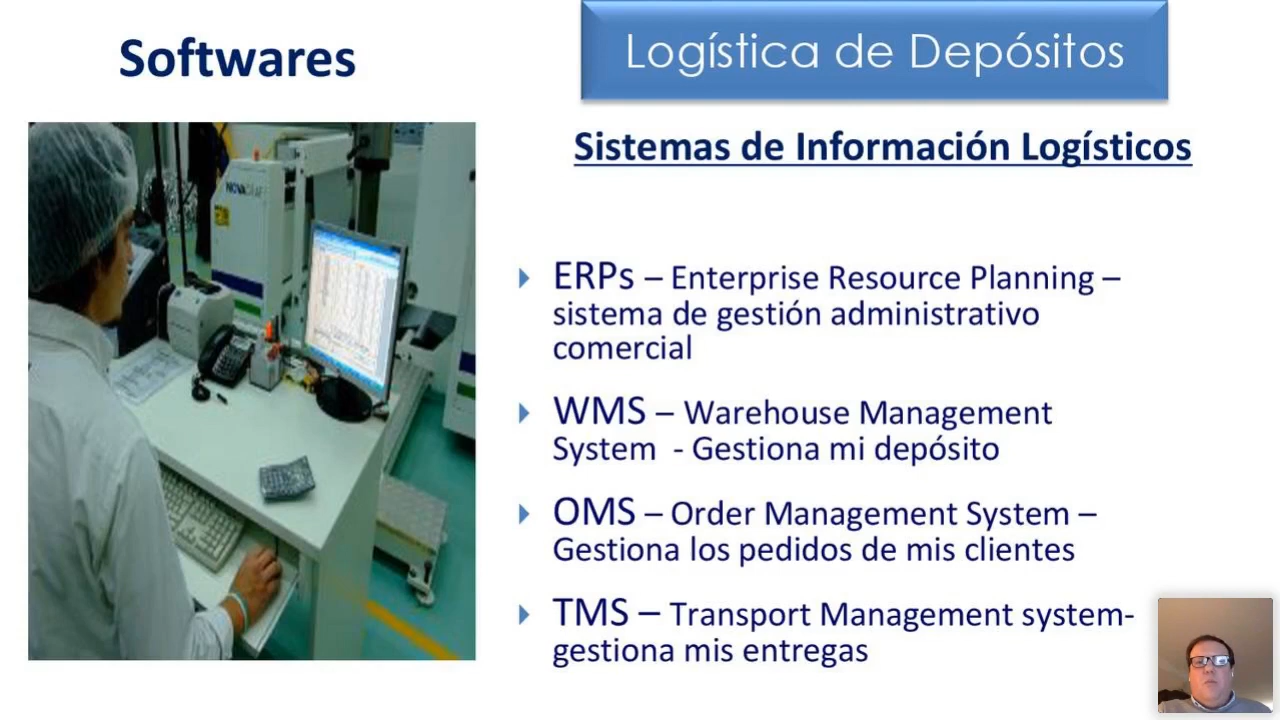 Softwares
Logística de Depósitos
Sistemas de Información Logísticos
ERPs – Enterprise Resource Planning –
sistema de gestión administrativo
comercial
WMS – Warehouse Management
System - Gestiona mi depósito
OMS – Order Management System –
Gestiona los pedidos de mis clientes
TMS – Transport Management system-
gestiona mis entregas